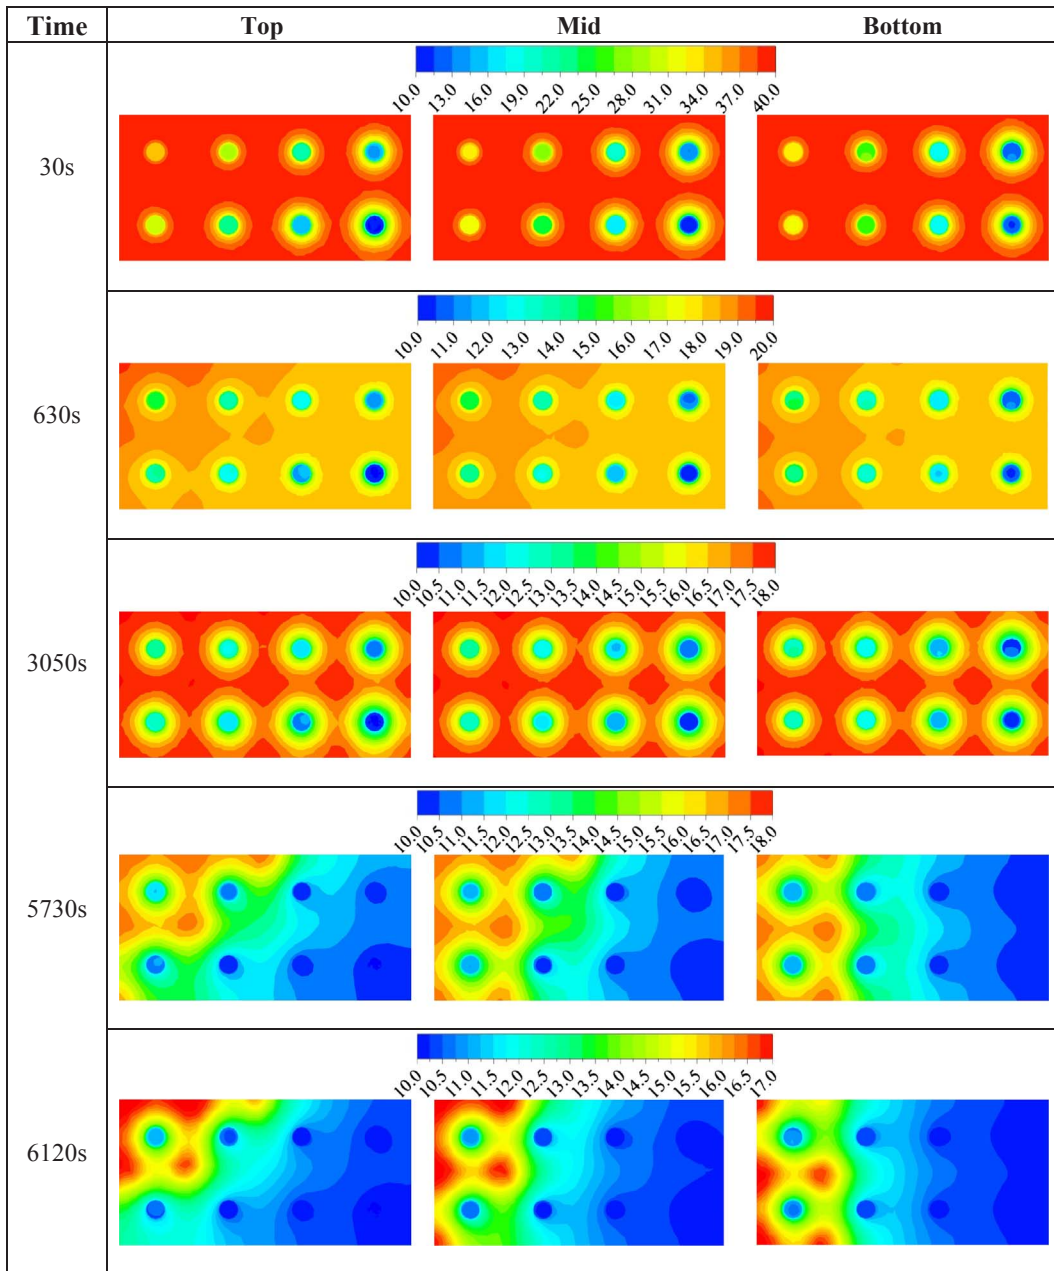 Time Top Mid Bottom
10.0 13.0 16.0 19.0 22.0 25.0 28.0 31.0 34.0 37.0 40.0
30s
10.0 11.0 12.0 13.0 14.0 15.0 16.0 17.0 18.0 19.0 20.0
630s
10.0 10.5 11.0 11.5 12.0 12.5 13.0 13.5 14.0 14.5 15.0 15.5 16.0 16.5 17.0 17.5 18.0
3050s
10.0 10.5 11.0 11.5 12.0 12.5 13.0 13.5 14.0 14.5 15.0 15.5 16.0 16.5 17.0 17.5 18.0
5730s
10.0 10.5 11.0 11.5 12.0 12.5 13.0 13.5 14.0 14.5 15.0 15.5 16.0 16.5 17.0
6120s